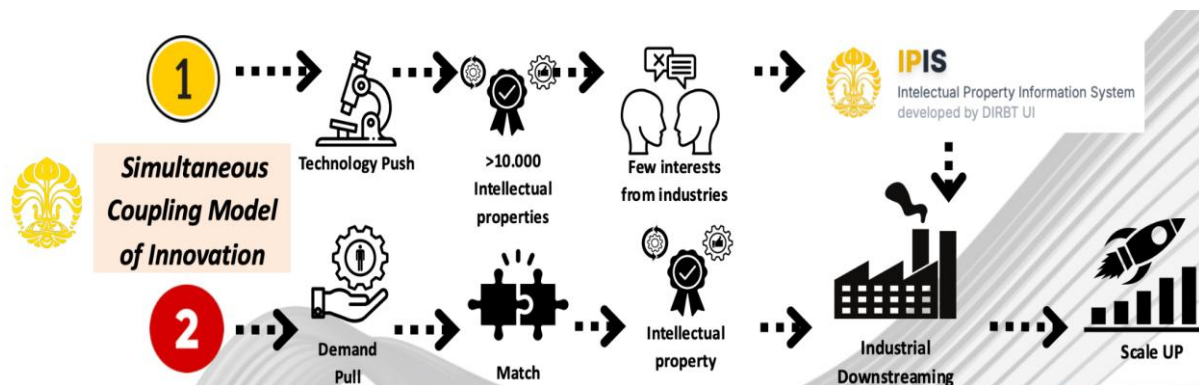 1
Simultaneous
Coupling Model
of Innovation
2
Technology Push
>10.000
Intellectual
properties
Few interests
from industries
IPIS
Intelectual Property Information System
developed by DIRBT UI
Demand
Pull
Match
Intellectual
property
Industrial
Downstreaming
Scale UP